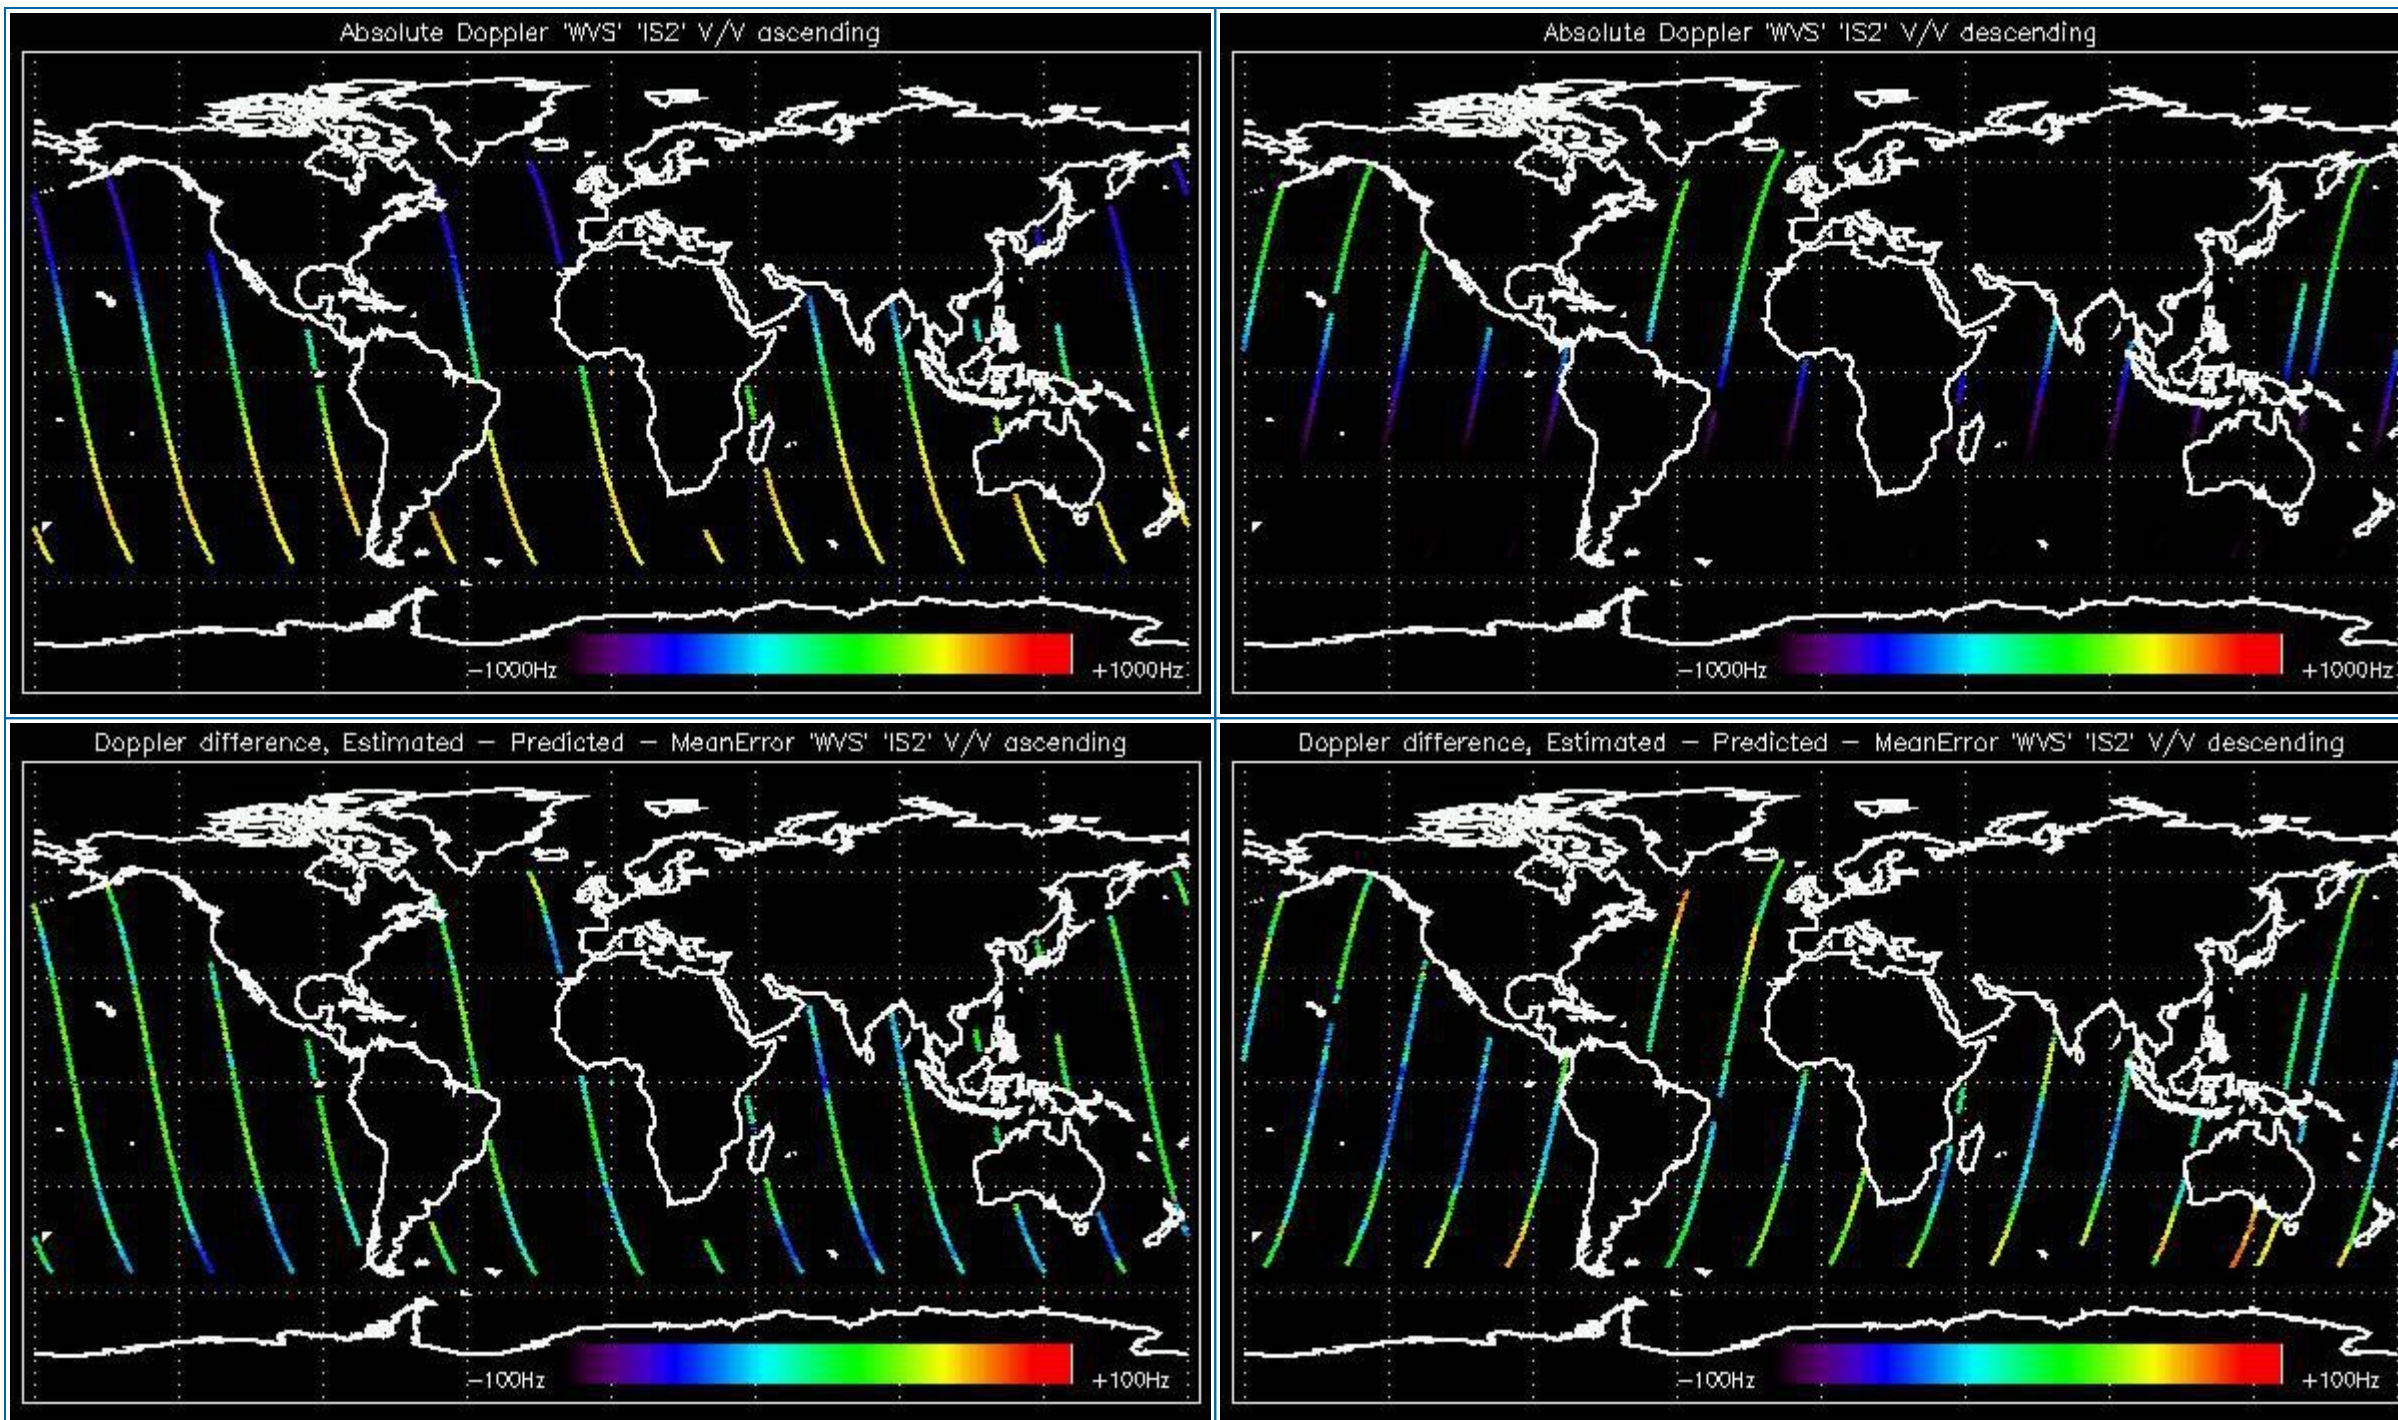 Absolute Doppler 'WVS' 'IS2' V/V ascending
-1000Hz
+1000Hz
Absolute Doppler 'WVS' 'IS2' V/V descending
-1000Hz
+1000Hz
Doppler difference, Estimated - Predicted - MeanError 'WVS' 'IS2' V/V ascending
-100Hz
+100Hz
Doppler difference, Estimated - Predicted - MeanError 'WVS' 'IS2' V/V descending
-100Hz
+100Hz